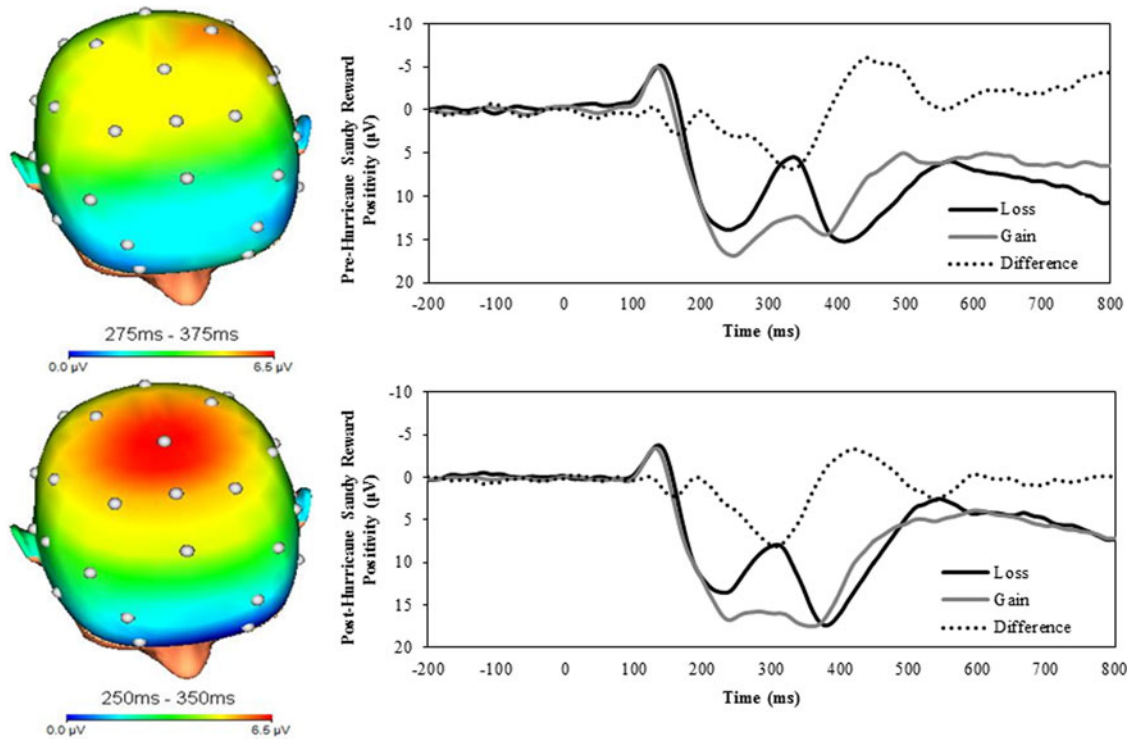 -10
-5
0
5
10
15
20
Pre-Hurricane Sandy Reward
Positivity (µV)
Loss
Gain
Difference
-200 -100 0 100 200 300 400 500 600 700 800
Time (ms)
275ms - 375ms
0.0 µV 6.5 µV
-10
-5
0
5
10
15
20
Post-Hurricane Sandy Reward
Positivity (µV)
Loss
Gain
Difference
-200 -100 0 100 200 300 400 500 600 700 800
Time (ms)
250ms - 350ms
0.0 µV 6.5 µV